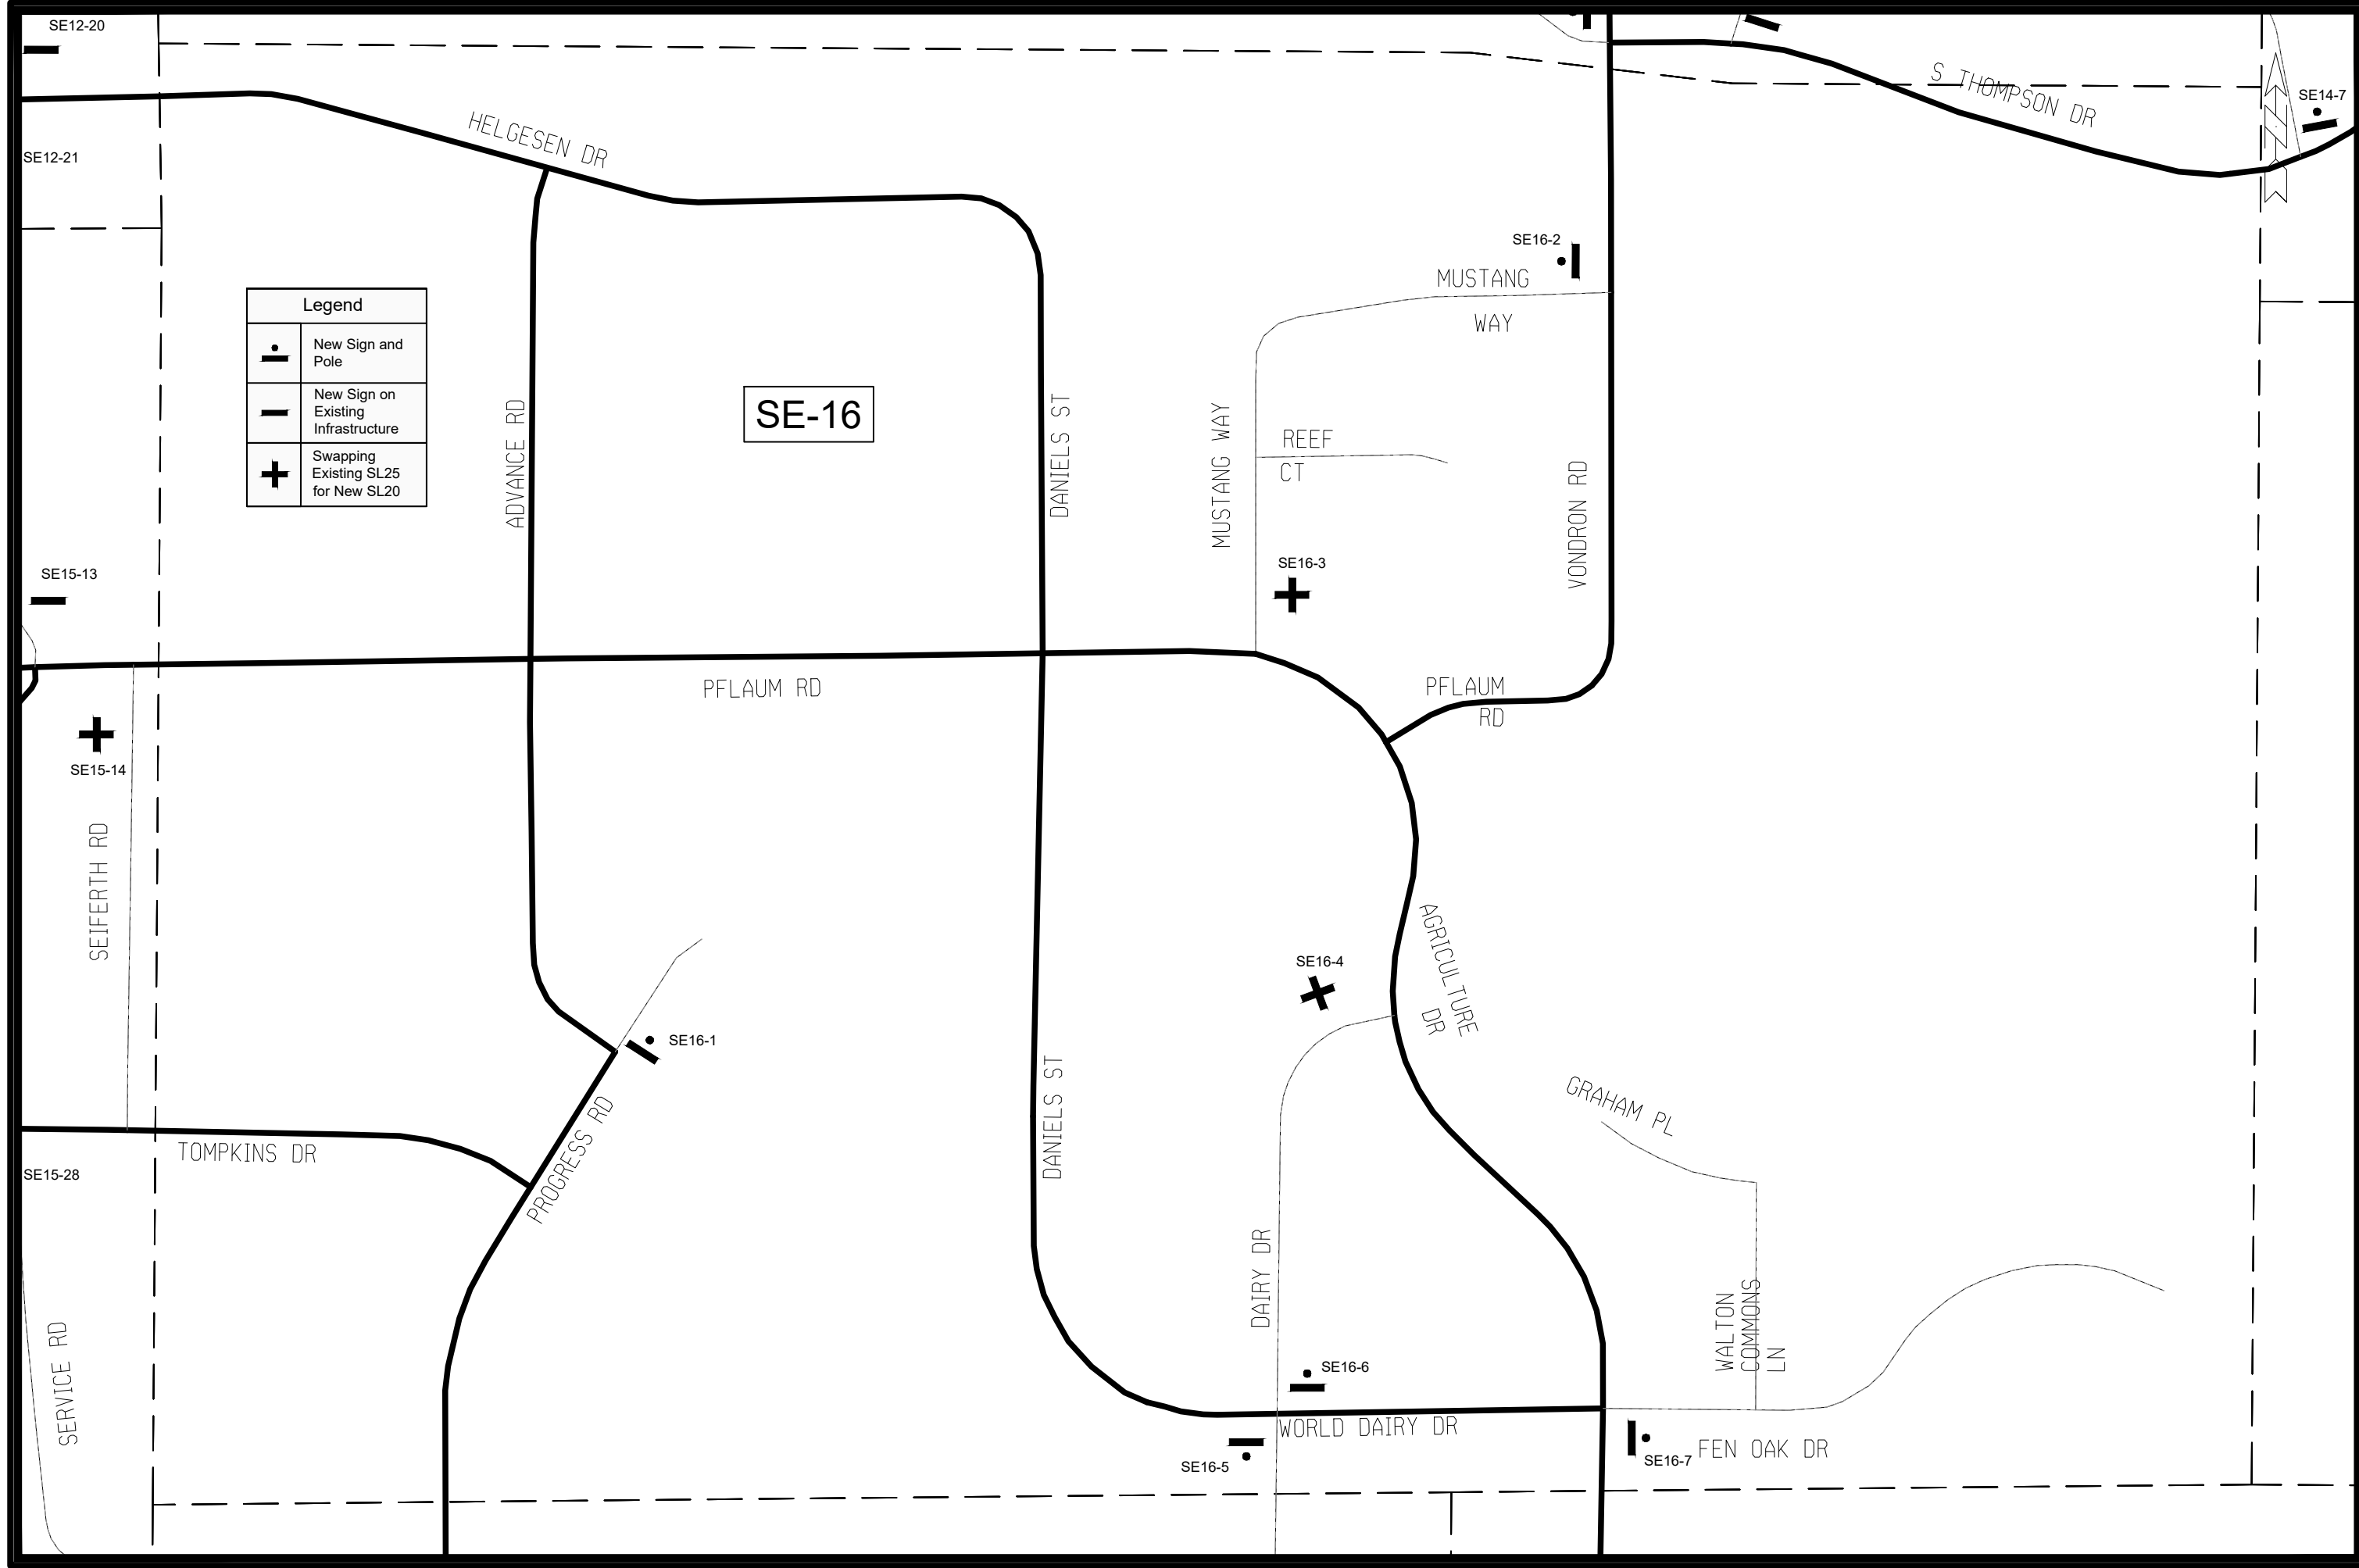 SE12-20
S THOMPSON DR
SE14-7
HELGESEN DR
SE12-21
SE16-2
MUSTANG
WAY
Legend
New Sign and
Pole
New Sign on
Existing
Infrastructure
Swapping
Existing SL25
for New SL20
SE-16
ADVANCE RD
DANIELS ST
MUSTANG WAY
REEF
CT
VONDRON RD
SE15-13
SE16-3
PFLAUM RD
PFLAUM
RD
SE15-14
SEIFERTH RD
SE16-4
AGRICULTURE
DR
SE16-1
PROGRESS RD
DANIELS ST
GRAHAM PL
TOMPKINS DR
SE15-28
DAIRY DR
WALTON
COMMONS
LN
SERVICE RD
SE16-6
WORLD DAIRY DR
SE16-5
SE16-7
FEN OAK DR